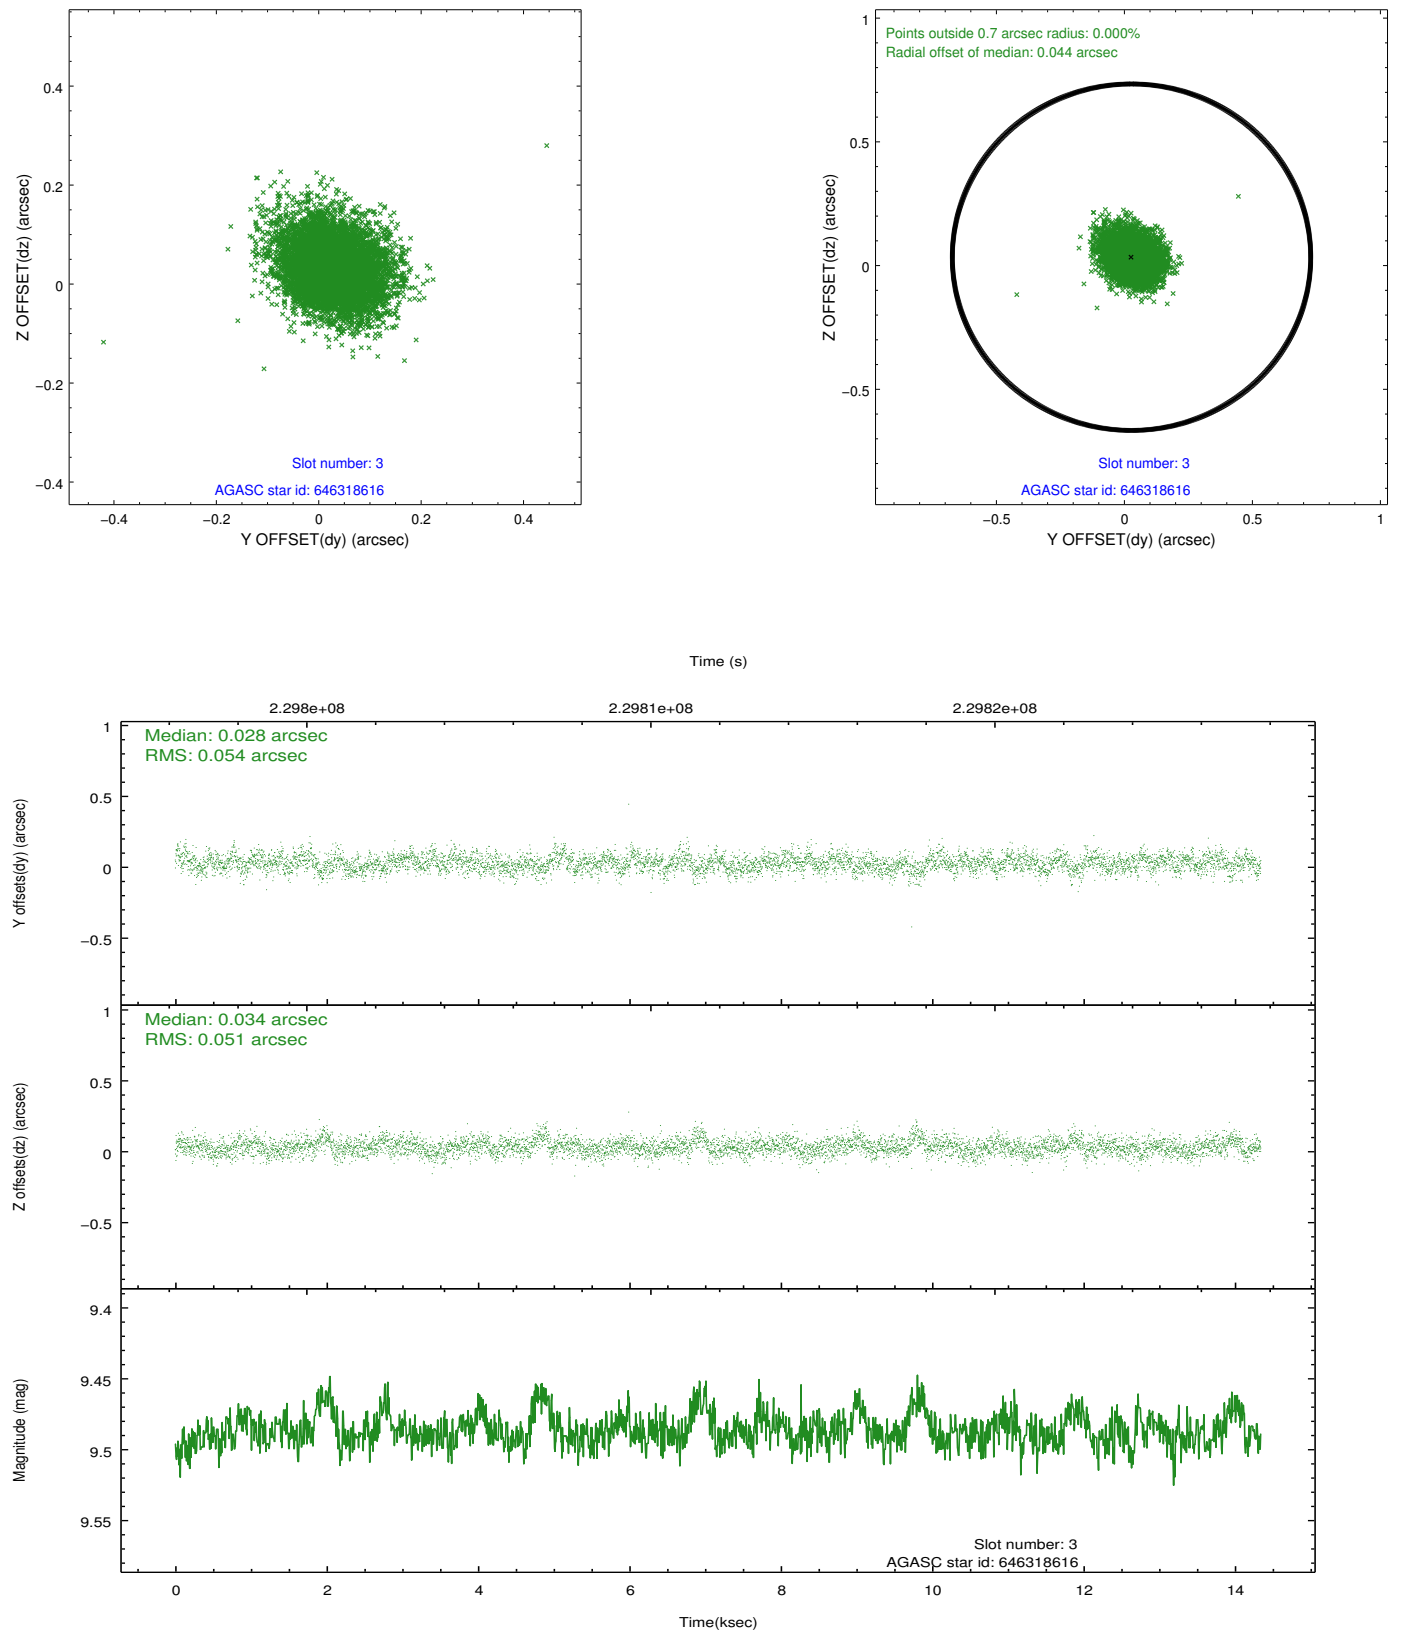 0.4
0.2
0
−0.2
−0.4
Z OFFSET(dz) (arcsec)
Slot number: 3
AGASC star id: 646318616
−0.4
−0.2
0
0.2
0.4
Y OFFSET(dy) (arcsec)
Points outside 0.7 arcsec radius: 0.000%
Radial offset of median: 0.044 arcsec
1
0.5
0
−0.5
Z OFFSET(dz) (arcsec)
Slot number: 3
AGASC star id: 646318616
−0.5
0
0.5
1
Y OFFSET(dy) (arcsec)
Time (s)
2.298e+08
2.2981e+08
2.2982e+08
Median: 0.028 arcsec
RMS: 0.054 arcsec
1
0.5
0
−0.5
Y offsets(dy) (arcsec)
Median: 0.034 arcsec
RMS: 0.051 arcsec
1
0.5
0
−0.5
Z offsets(dz) (arcsec)
9.4
9.45
9.5
9.55
Magnitude (mag)
Slot number: 3
AGASC star id: 646318616
0
2
4
6
8
10
12
14
Time(ksec)